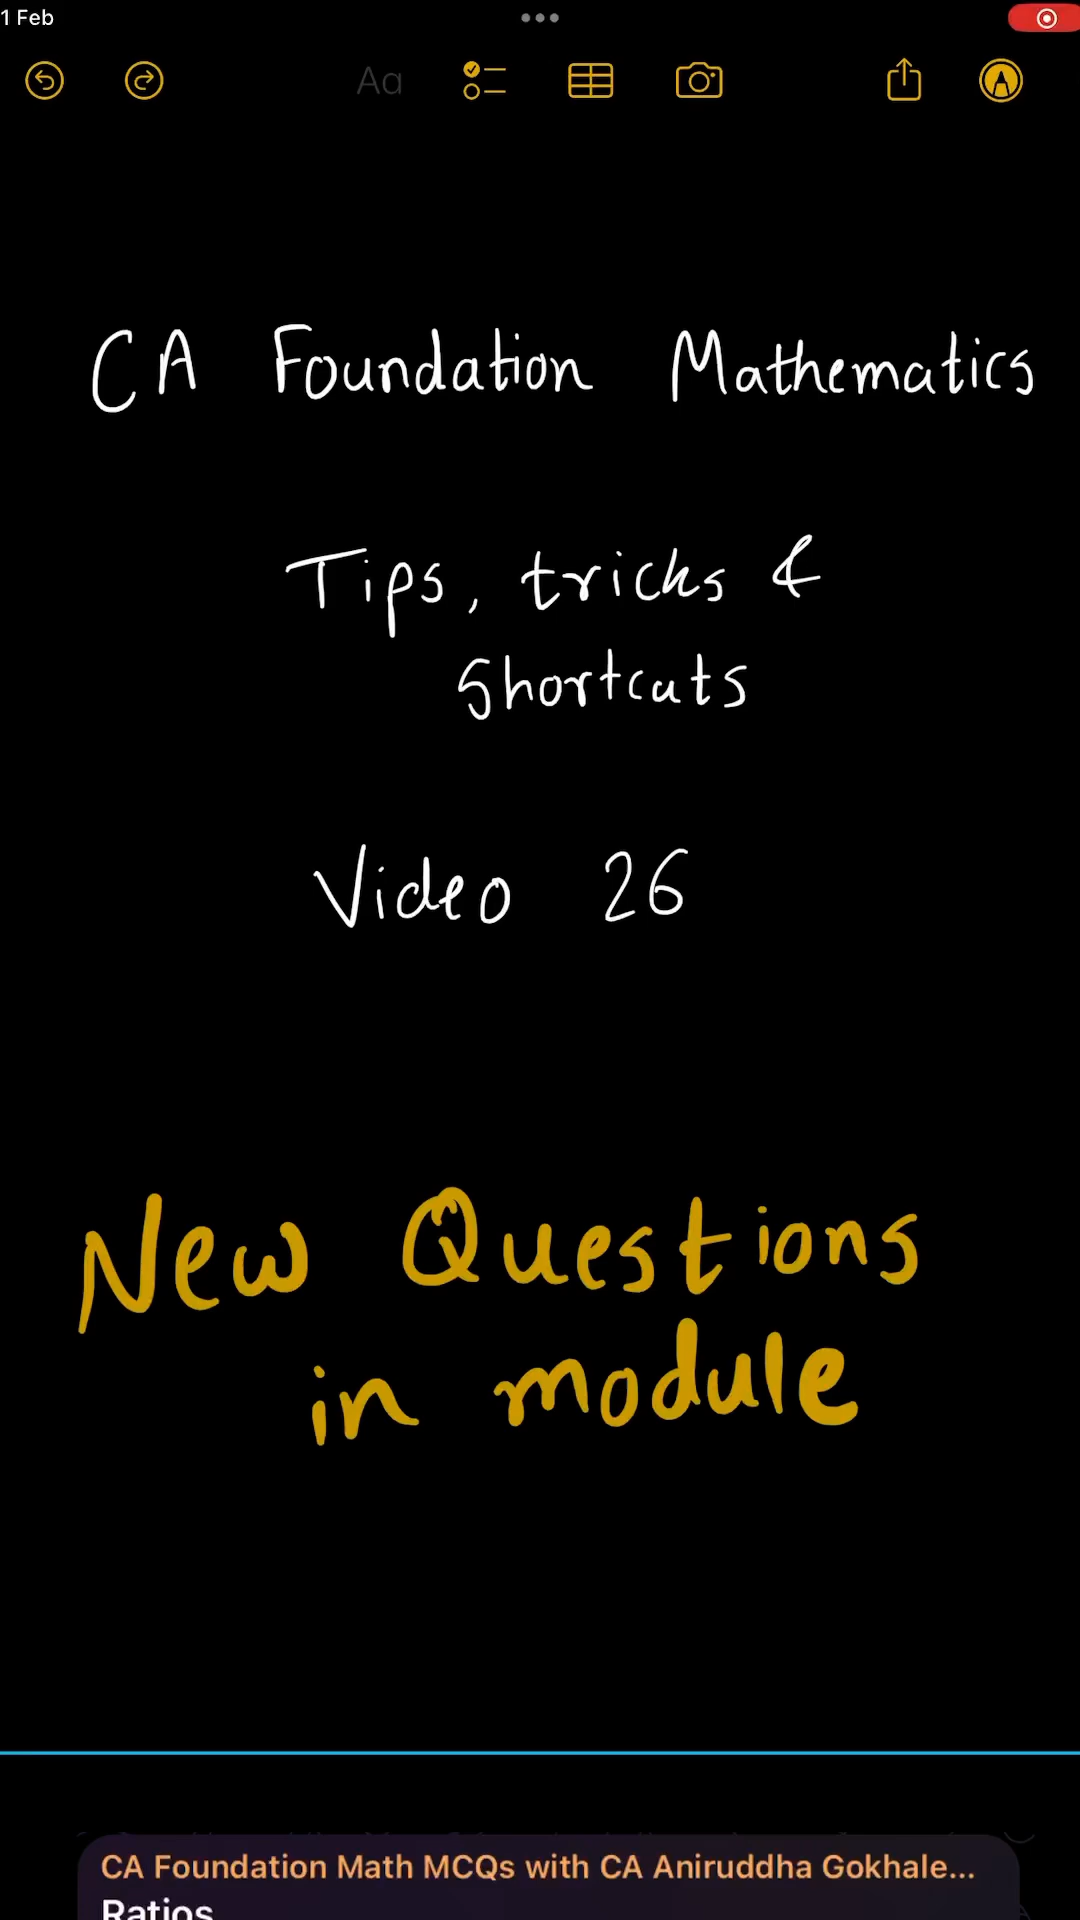 1 Feb
Aa
CA Foundation Mathematics
Tips, tricks &
Shortcuts
Video 26
New Questions
in module
CA Foundation Math MCQs with CA Aniruddha Gokhale...
Ratios